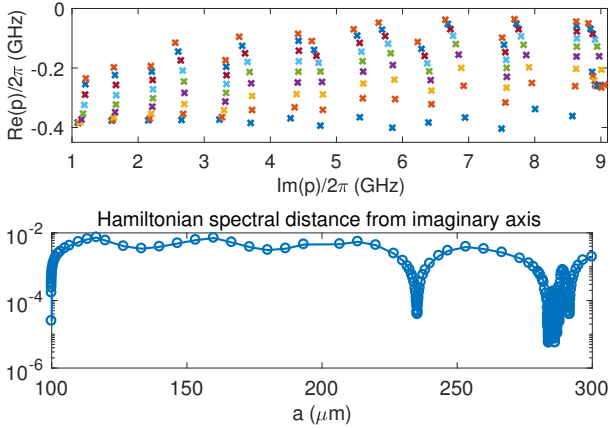 0
-0.2
-0.4
Re(p)/2π (GHz)
1 2 3 4 5 6 7 8 9
Im(p)/2π (GHz)
Hamiltonian spectral distance from imaginary axis
10^-2
10^-4
10^-6
100 150 200 250 300
a (μm)